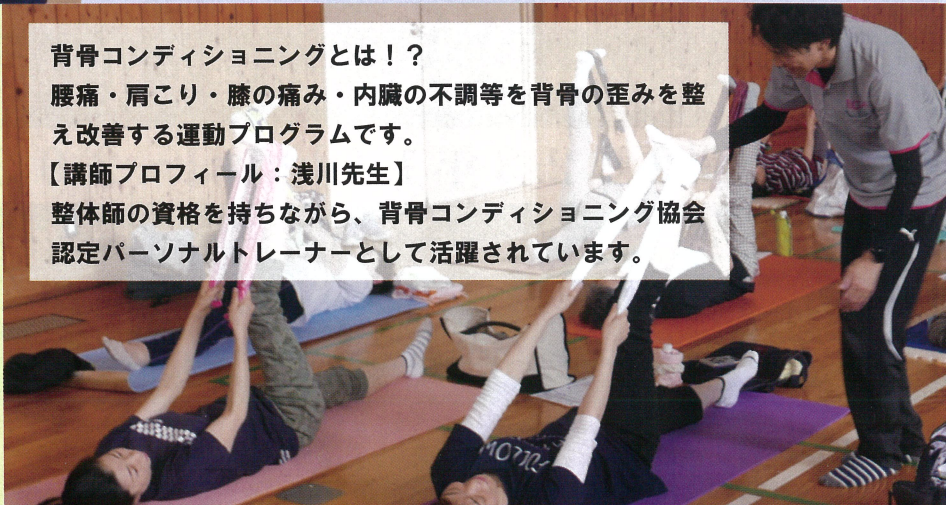 背骨コンディショニングとは！？
腰痛・肩こり・膝の痛み・内臓の不調等を背骨の歪みを整
え改善する運動プログラムです。
【講師プロフィール：浅川先生】
整体師の資格を持ちながら、背骨コンディショニング協会
認定パーソナルトレーナーとして活躍されています。
FOLLOW